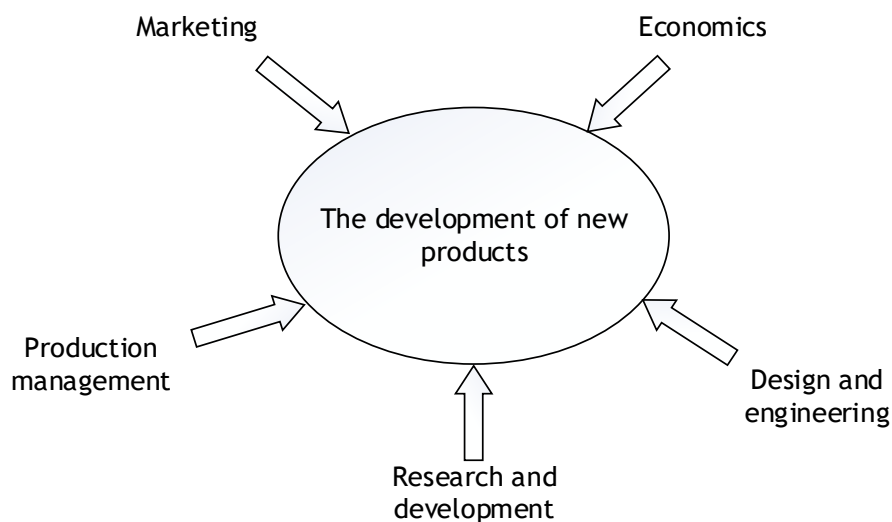 Marketing
Economics
The development of new
products
Production
management
Design and
engineering
Research and
development